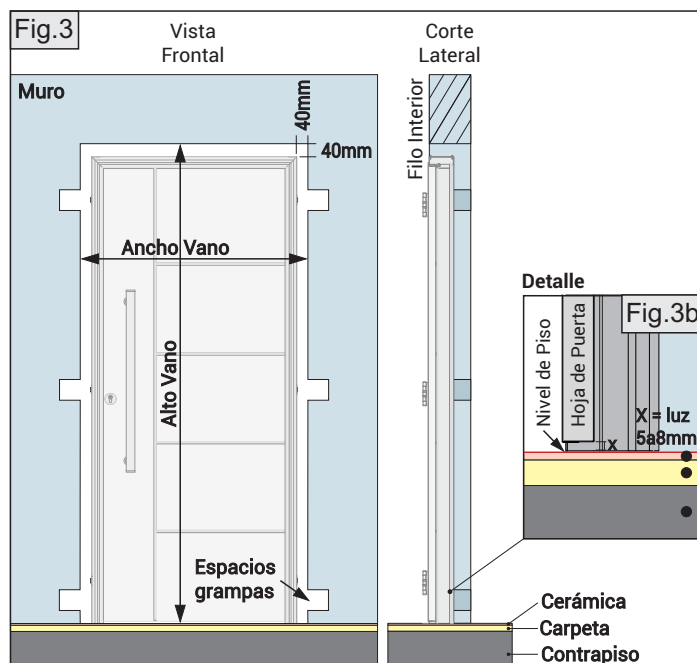 Fig.3
Vista
Frontal
Corte
Lateral
Muro
40mm
40mm
Filo Interior
Ancho Vano
Alto Vano
Espacios
grampas
Detalle
Fig.3b
Nivel de Piso
Hoja de Puerta
X = luz
5a8mm
x
Cerámica
Carpeta
Contrapiso